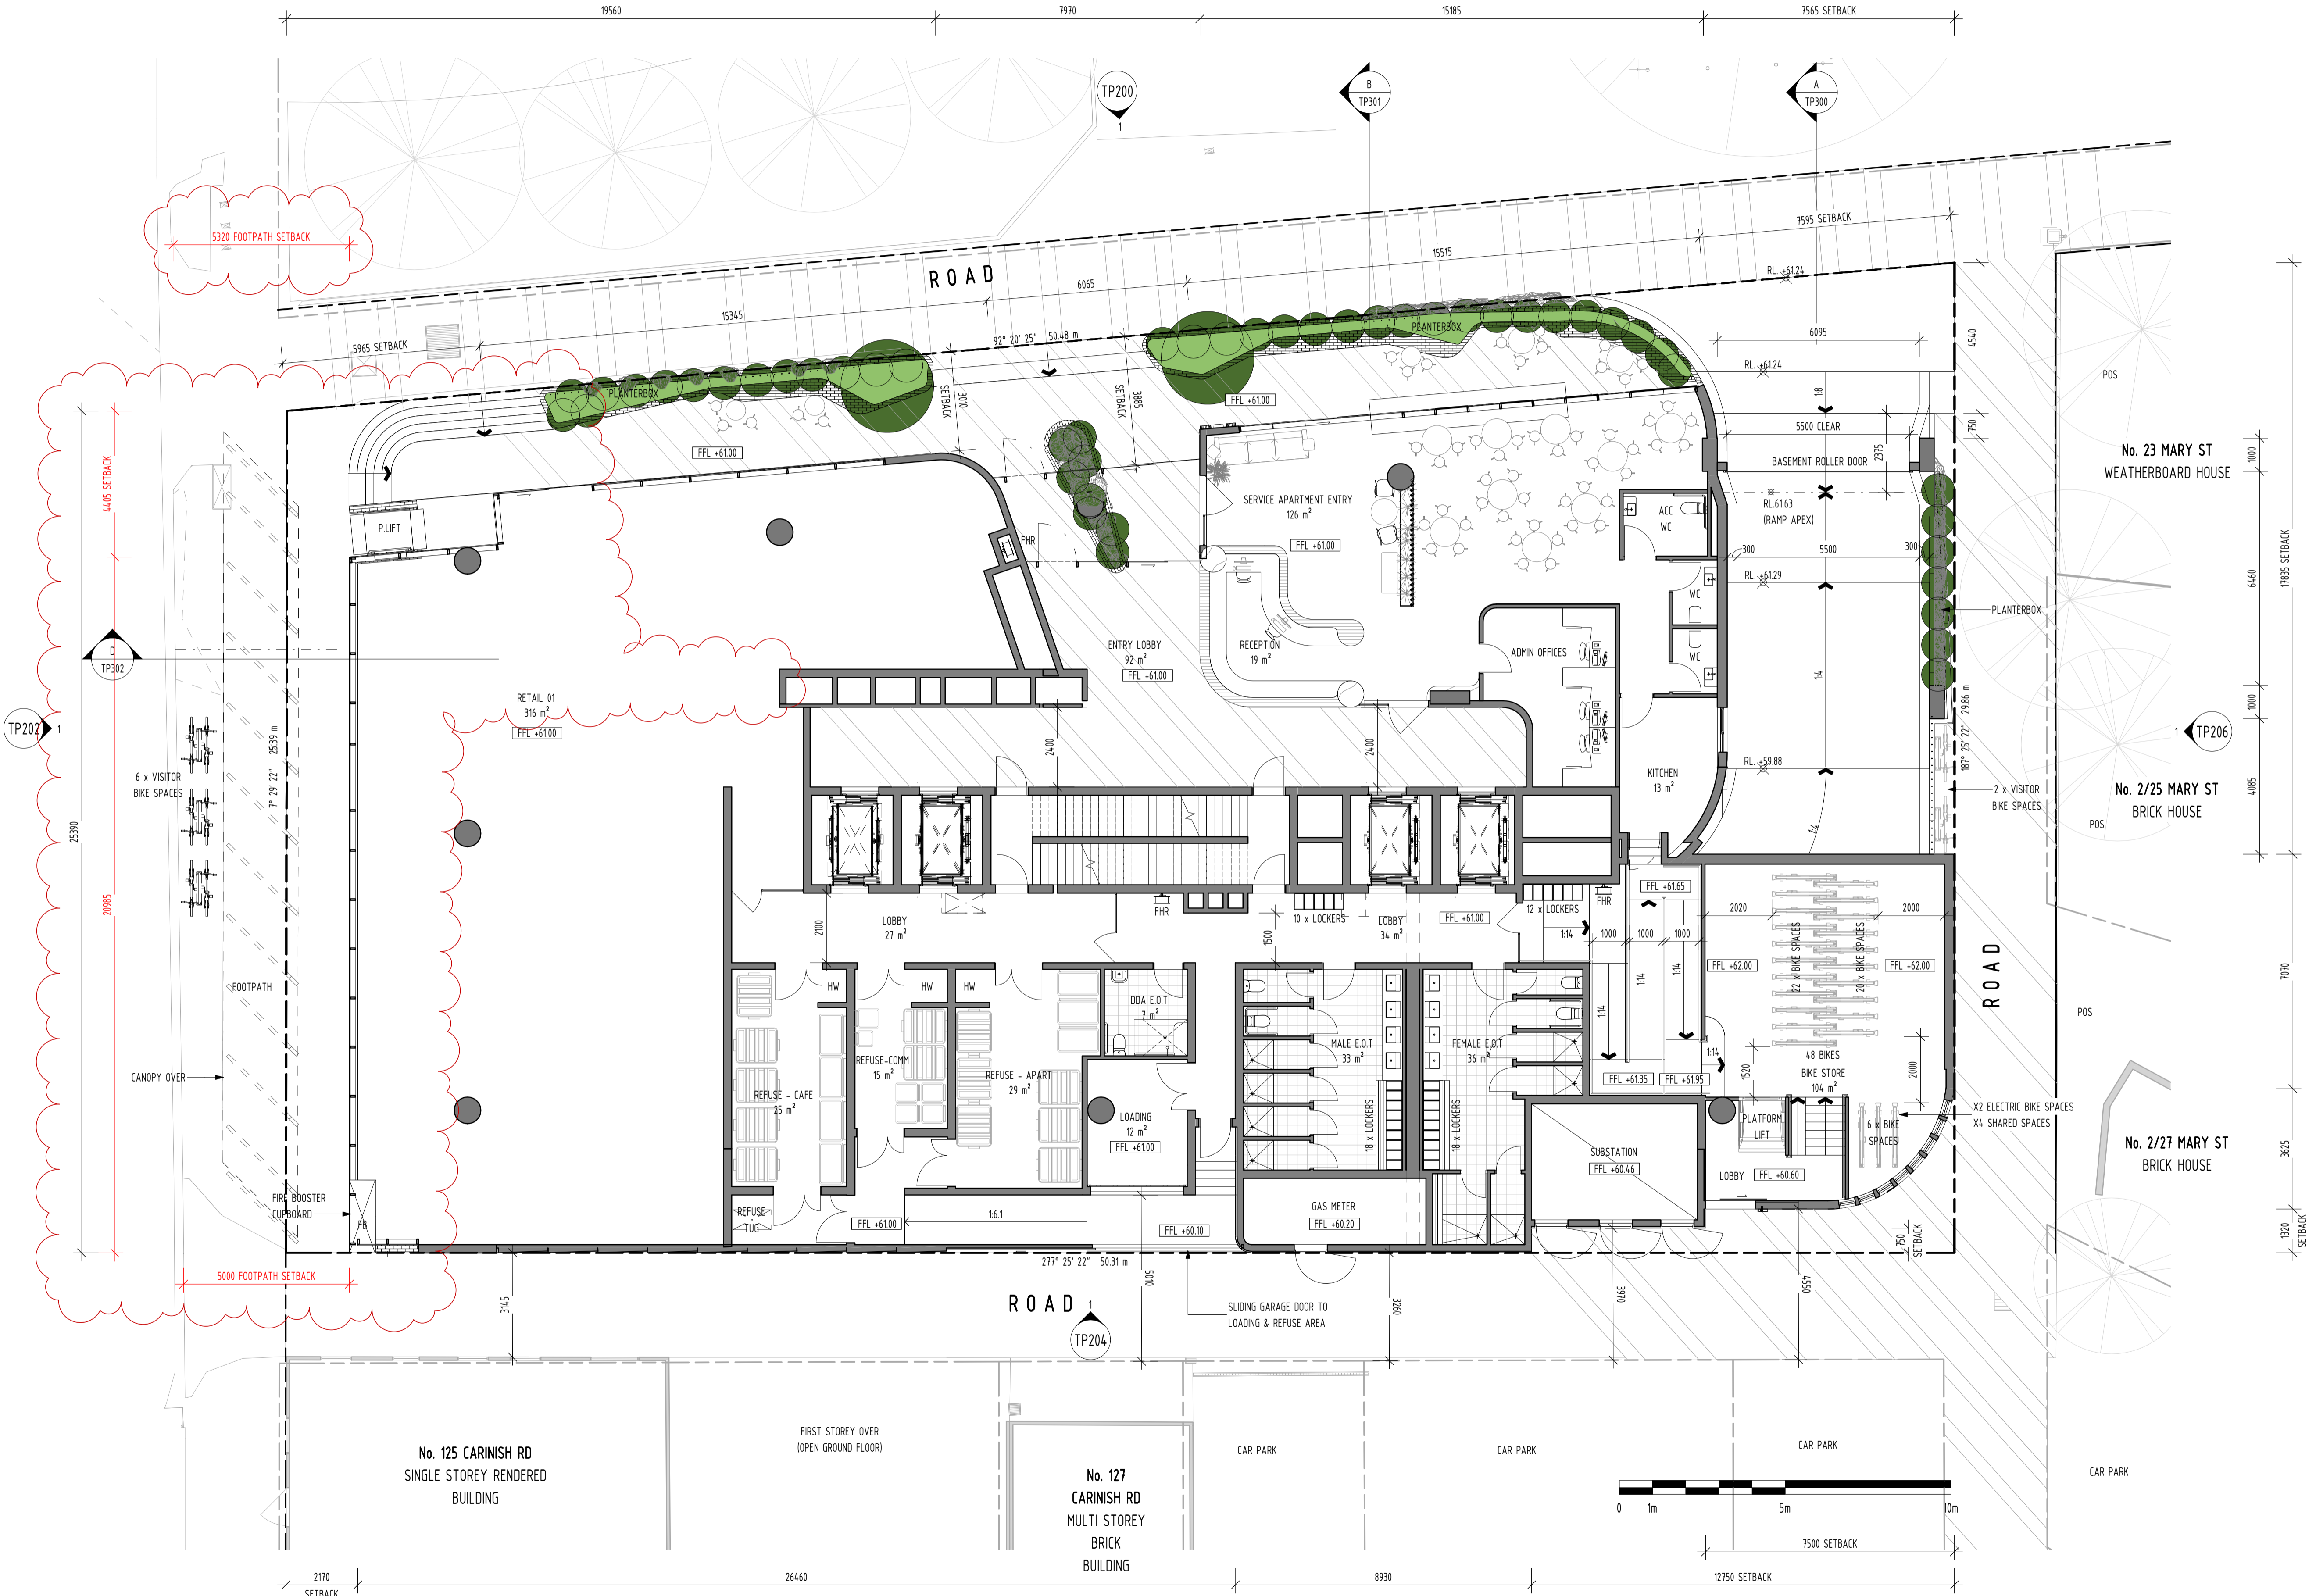 19560
7970
15185
7565 SETBACK
TP200
1
B
TP301
A
TP300
5320 FOOTPATH SETBACK
ROAD
7595 SETBACK
15515
6065
15345
5965 SETBACK
92° 20' 25" 50.48 m
RL. +61.24
6095
4540
PLANTERBOX
PLANTERBOX
3010
SETBACK
3885
SETBACK
FFL +61.00
FFL +61.00
RL. +61.24
1:8
5500 CLEAR
2375
750
BASEMENT ROLLER DOOR
1000
POS
No. 23 MARY ST
WEATHERBOARD HOUSE
4405 SETBACK
P.LIFT
FHR
SERVICE APARTMENT ENTRY
126 m²
FFL +61.00
ACC
WC
RL.61.63
(RAMP APEX)
300
5500
300
RL. +61.29
WC
WC
6460
17835 SETBACK
PLANTERBOX
D
TP302
ENTRY LOBBY
92 m²
FFL +61.00
RECEPTION
19 m²
ADMIN OFFICES
1:4
RETAIL 01
316 m²
FFL +61.00
TP202
1
1
TP206
1000
2400
2400
7° 29' 22" 25.39 m
187° 25' 22" 29.86 m
6 x VISITOR
BIKE SPACES
KITCHEN
13 m²
RL. +59.88
1:4
2 x VISITOR
BIKE SPACES
4085
No. 2/25 MARY ST
BRICK HOUSE
POS
25390
20985
LOBBY
27 m²
2100
FHR
1500
10 x LOCKERS
LOBBY
34 m²
FFL +61.00
12 x LOCKERS
FHR
FFL +61.65
1:14
1000
1000
1000
2020
2000
22 x BIKE SPACES
20 x BIKE SPACES
FFL +62.00
FFL +62.00
ROAD
7070
FOOTPATH
HW
HW
HW
DDA E.O.T
7 m²
1:14
1:14
1:14
1:14
POS
REFUSE-COMM
15 m²
REFUSE - APART
29 m²
REFUSE - CAFE
25 m²
MALE E.O.T
33 m²
FEMALE E.O.T
36 m²
FFL +61.35
FFL +61.95
1520
48 BIKES
BIKE STORE
104 m²
2000
CANOPY OVER
LOADING
12 m²
FFL +61.00
18 x LOCKERS
18 x LOCKERS
PLATFORM
LIFT
6 x BIKE
SPACES
X2 ELECTRIC BIKE SPACES
X4 SHARED SPACES
SUBSTATION
FFL +60.46
LOBBY
FFL +60.60
3625
No. 2/27 MARY ST
BRICK HOUSE
FIRE BOOSTER
CUPBOARD
FB
REFUSE
TUG
FFL +61.00
1:6.1
FFL +60.10
GAS METER
FFL +60.20
750
SETBACK
1320
SETBACK
277° 25' 22" 50.31 m
5000 FOOTPATH SETBACK
3145
5010
3260
3970
4550
ROAD
1
TP204
SLIDING GARAGE DOOR TO
LOADING & REFUSE AREA
No. 125 CARINISH RD
SINGLE STOREY RENDERED
BUILDING
FIRST STOREY OVER
(OPEN GROUND FLOOR)
No. 127
CARINISH RD
MULTI STOREY
BRICK
BUILDING
CAR PARK
CAR PARK
CAR PARK
CAR PARK
0 1m 5m 10m
7500 SETBACK
2170
SETBACK
26460
8930
12750 SETBACK